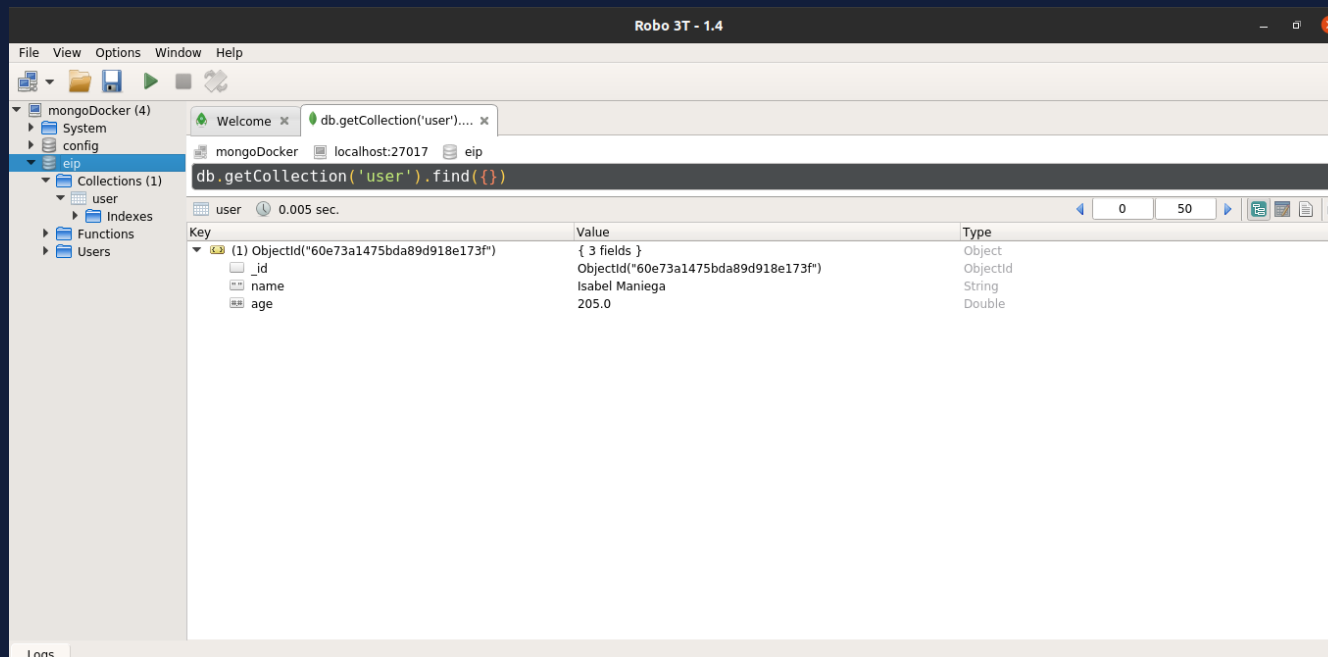 Robo 3T - 1.4
File View Options Window Help
mongoDocker (4)
System
config
eip
Collections (1)
user
Indexes
Functions
Users
Welcome db.getCollection('user')....
mongoDocker localhost:27017 eip
db.getCollection('user').find({})
user 0.005 sec. 0 50
Key Value Type
(1) ObjectId("60e73a1475bda89d918e173f") { 3 fields } Object
_id ObjectId("60e73a1475bda89d918e173f") ObjectId
name Isabel Maniega String
age 205.0 Double
Logs